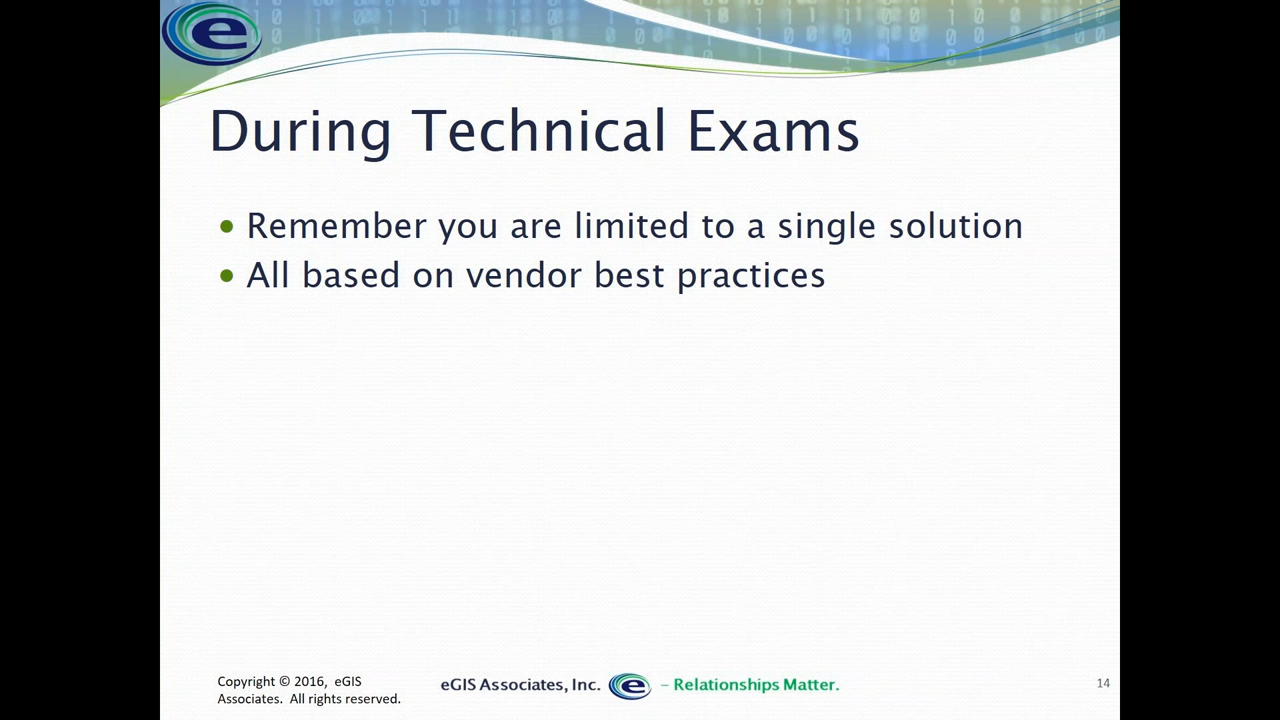 e
During Technical Exams
• Remember you are limited to a single solution
• All based on vendor best practices
Copyright © 2016, eGIS
Associates. All rights reserved.
eGIS Associates, Inc. e – Relationships Matter.
14